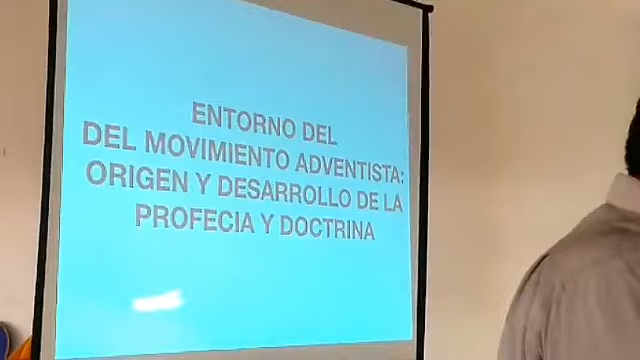 ENTORNO DEL
DEL MOVIMIENTO ADVENTISTA:
ORIGEN Y DESARROLLO DE LA
PROFECIA Y DOCTRINA